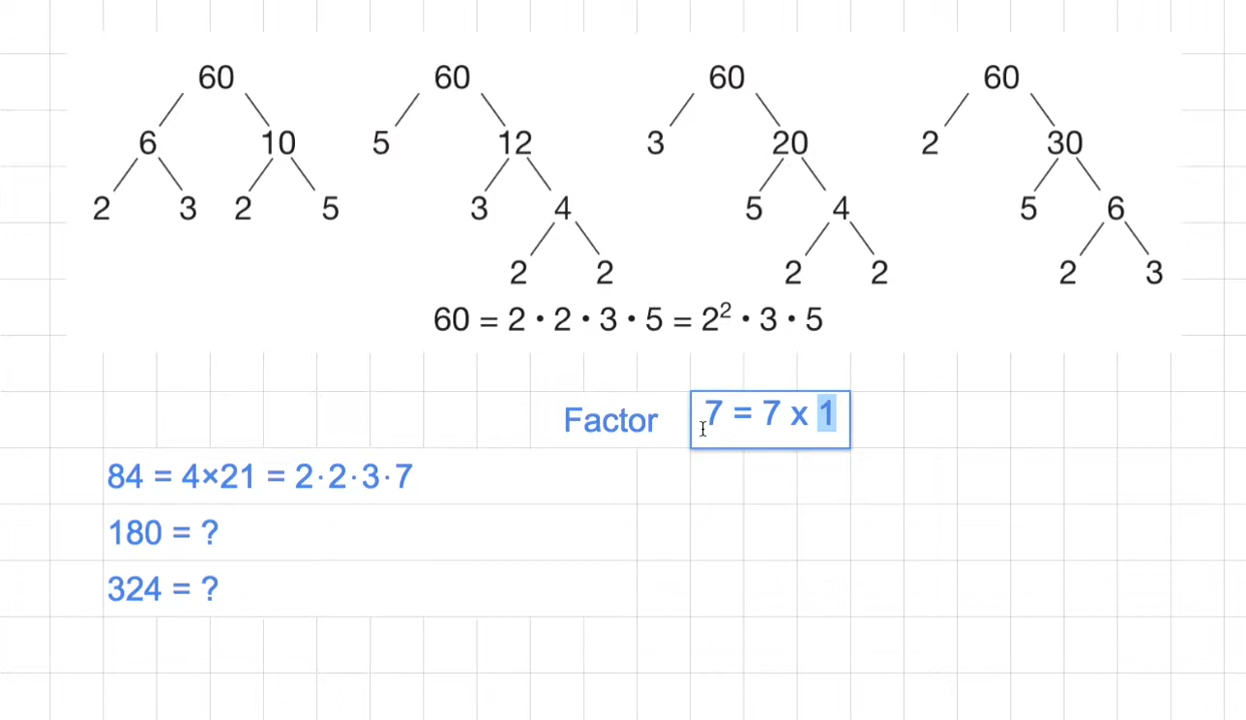 60 60 60 60
6 10 5 12 3 20 2 30
2 3 2 5 3 4 5 4 5 6
2 2 2 2 2 3
60 = 2 • 2 • 3 • 5 = 2² • 3 • 5
Factor 7 = 7 x 1
84 = 4×21 = 2·2·3·7
180 = ?
324 = ?